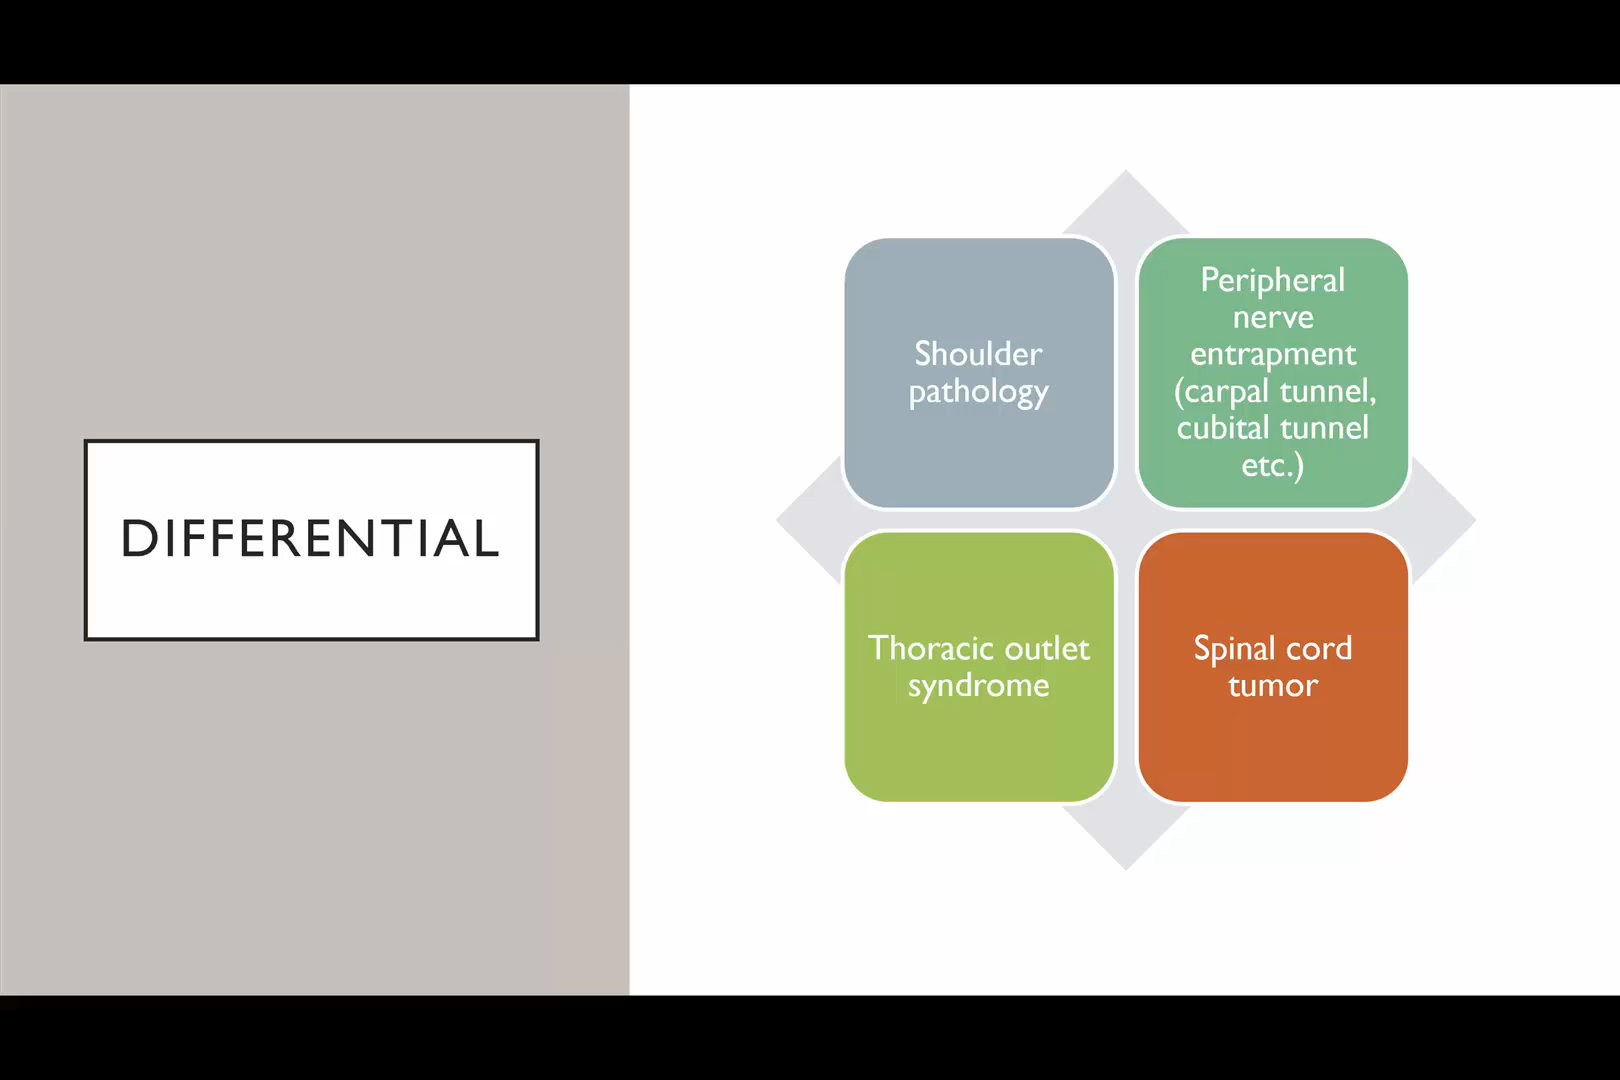 DIFFERENTIAL
Shoulder
pathology
Peripheral
nerve
entrapment
(carpal tunnel,
cubital tunnel
etc.)
Thoracic outlet
syndrome
Spinal cord
tumor